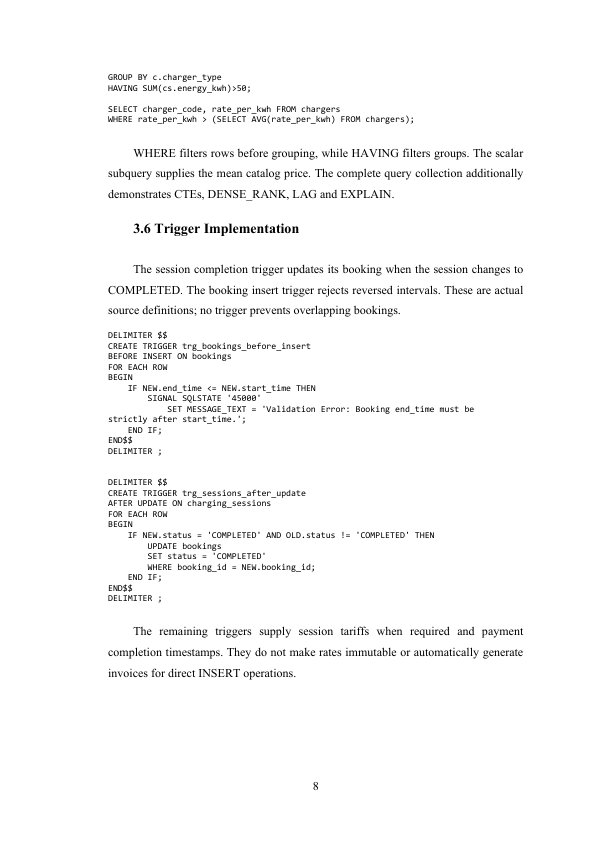 GROUP BY c.charger_type
HAVING SUM(cs.energy_kwh)>50;
SELECT charger_code, rate_per_kwh FROM chargers
WHERE rate_per_kwh > (SELECT AVG(rate_per_kwh) FROM chargers);
WHERE filters rows before grouping, while HAVING filters groups. The scalar
subquery supplies the mean catalog price. The complete query collection additionally
demonstrates CTEs, DENSE_RANK, LAG and EXPLAIN.
3.6 Trigger Implementation
The session completion trigger updates its booking when the session changes to
COMPLETED. The booking insert trigger rejects reversed intervals. These are actual
source definitions; no trigger prevents overlapping bookings.
DELIMITER $$
CREATE TRIGGER trg_bookings_before_insert
BEFORE INSERT ON bookings
FOR EACH ROW
BEGIN
    IF NEW.end_time <= NEW.start_time THEN
        SIGNAL SQLSTATE '45000'
            SET MESSAGE_TEXT = 'Validation Error: Booking end_time must be
strictly after start_time.';
    END IF;
END$$
DELIMITER ;
DELIMITER $$
CREATE TRIGGER trg_sessions_after_update
AFTER UPDATE ON charging_sessions
FOR EACH ROW
BEGIN
    IF NEW.status = 'COMPLETED' AND OLD.status != 'COMPLETED' THEN
        UPDATE bookings
        SET status = 'COMPLETED'
        WHERE booking_id = NEW.booking_id;
    END IF;
END$$
DELIMITER ;
The remaining triggers supply session tariffs when required and payment
completion timestamps. They do not make rates immutable or automatically generate
invoices for direct INSERT operations.
8